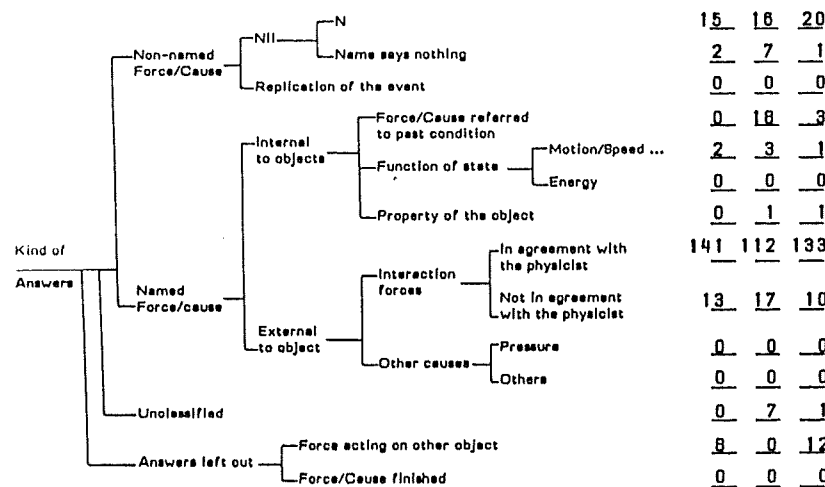 N 15 16 20
NII
Non-named Name says nothing 2 7 1
Force/Cause
Replication of the event 0 0 0
Force/Cause referred 0 18 3
to past condition
Internal
to objects
Function of state Motion/Speed ... 2 3 1
Energy 0 0 0
Property of the object 0 1 1
Kind of
Answers
In agreement with 141 112 133
the physicist
Interaction
forces
Named
Force/cause
Not in agreement 13 17 10
with the physicist
External
to object
Pressure 0 0 0
Other causes
Others 0 0 0
Unclassified 0 7 1
Force acting on other object 8 0 12
Answers left out
Force/Cause finished 0 0 0